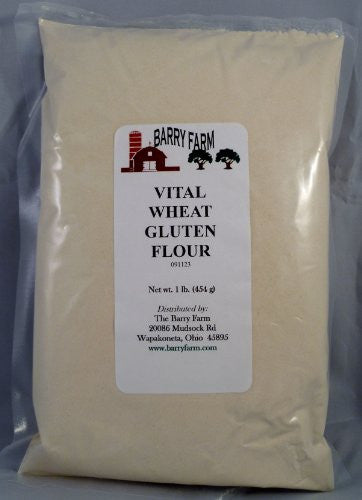 BARRY FARM
VITAL
WHEAT
GLUTEN
FLOUR
091123
Net wt. 1 lb. (454 g)
Distributed by:
The Barry Farm
20086 Mudsock Rd
Wapakoneta, Ohio 45895
www.barryfarm.com